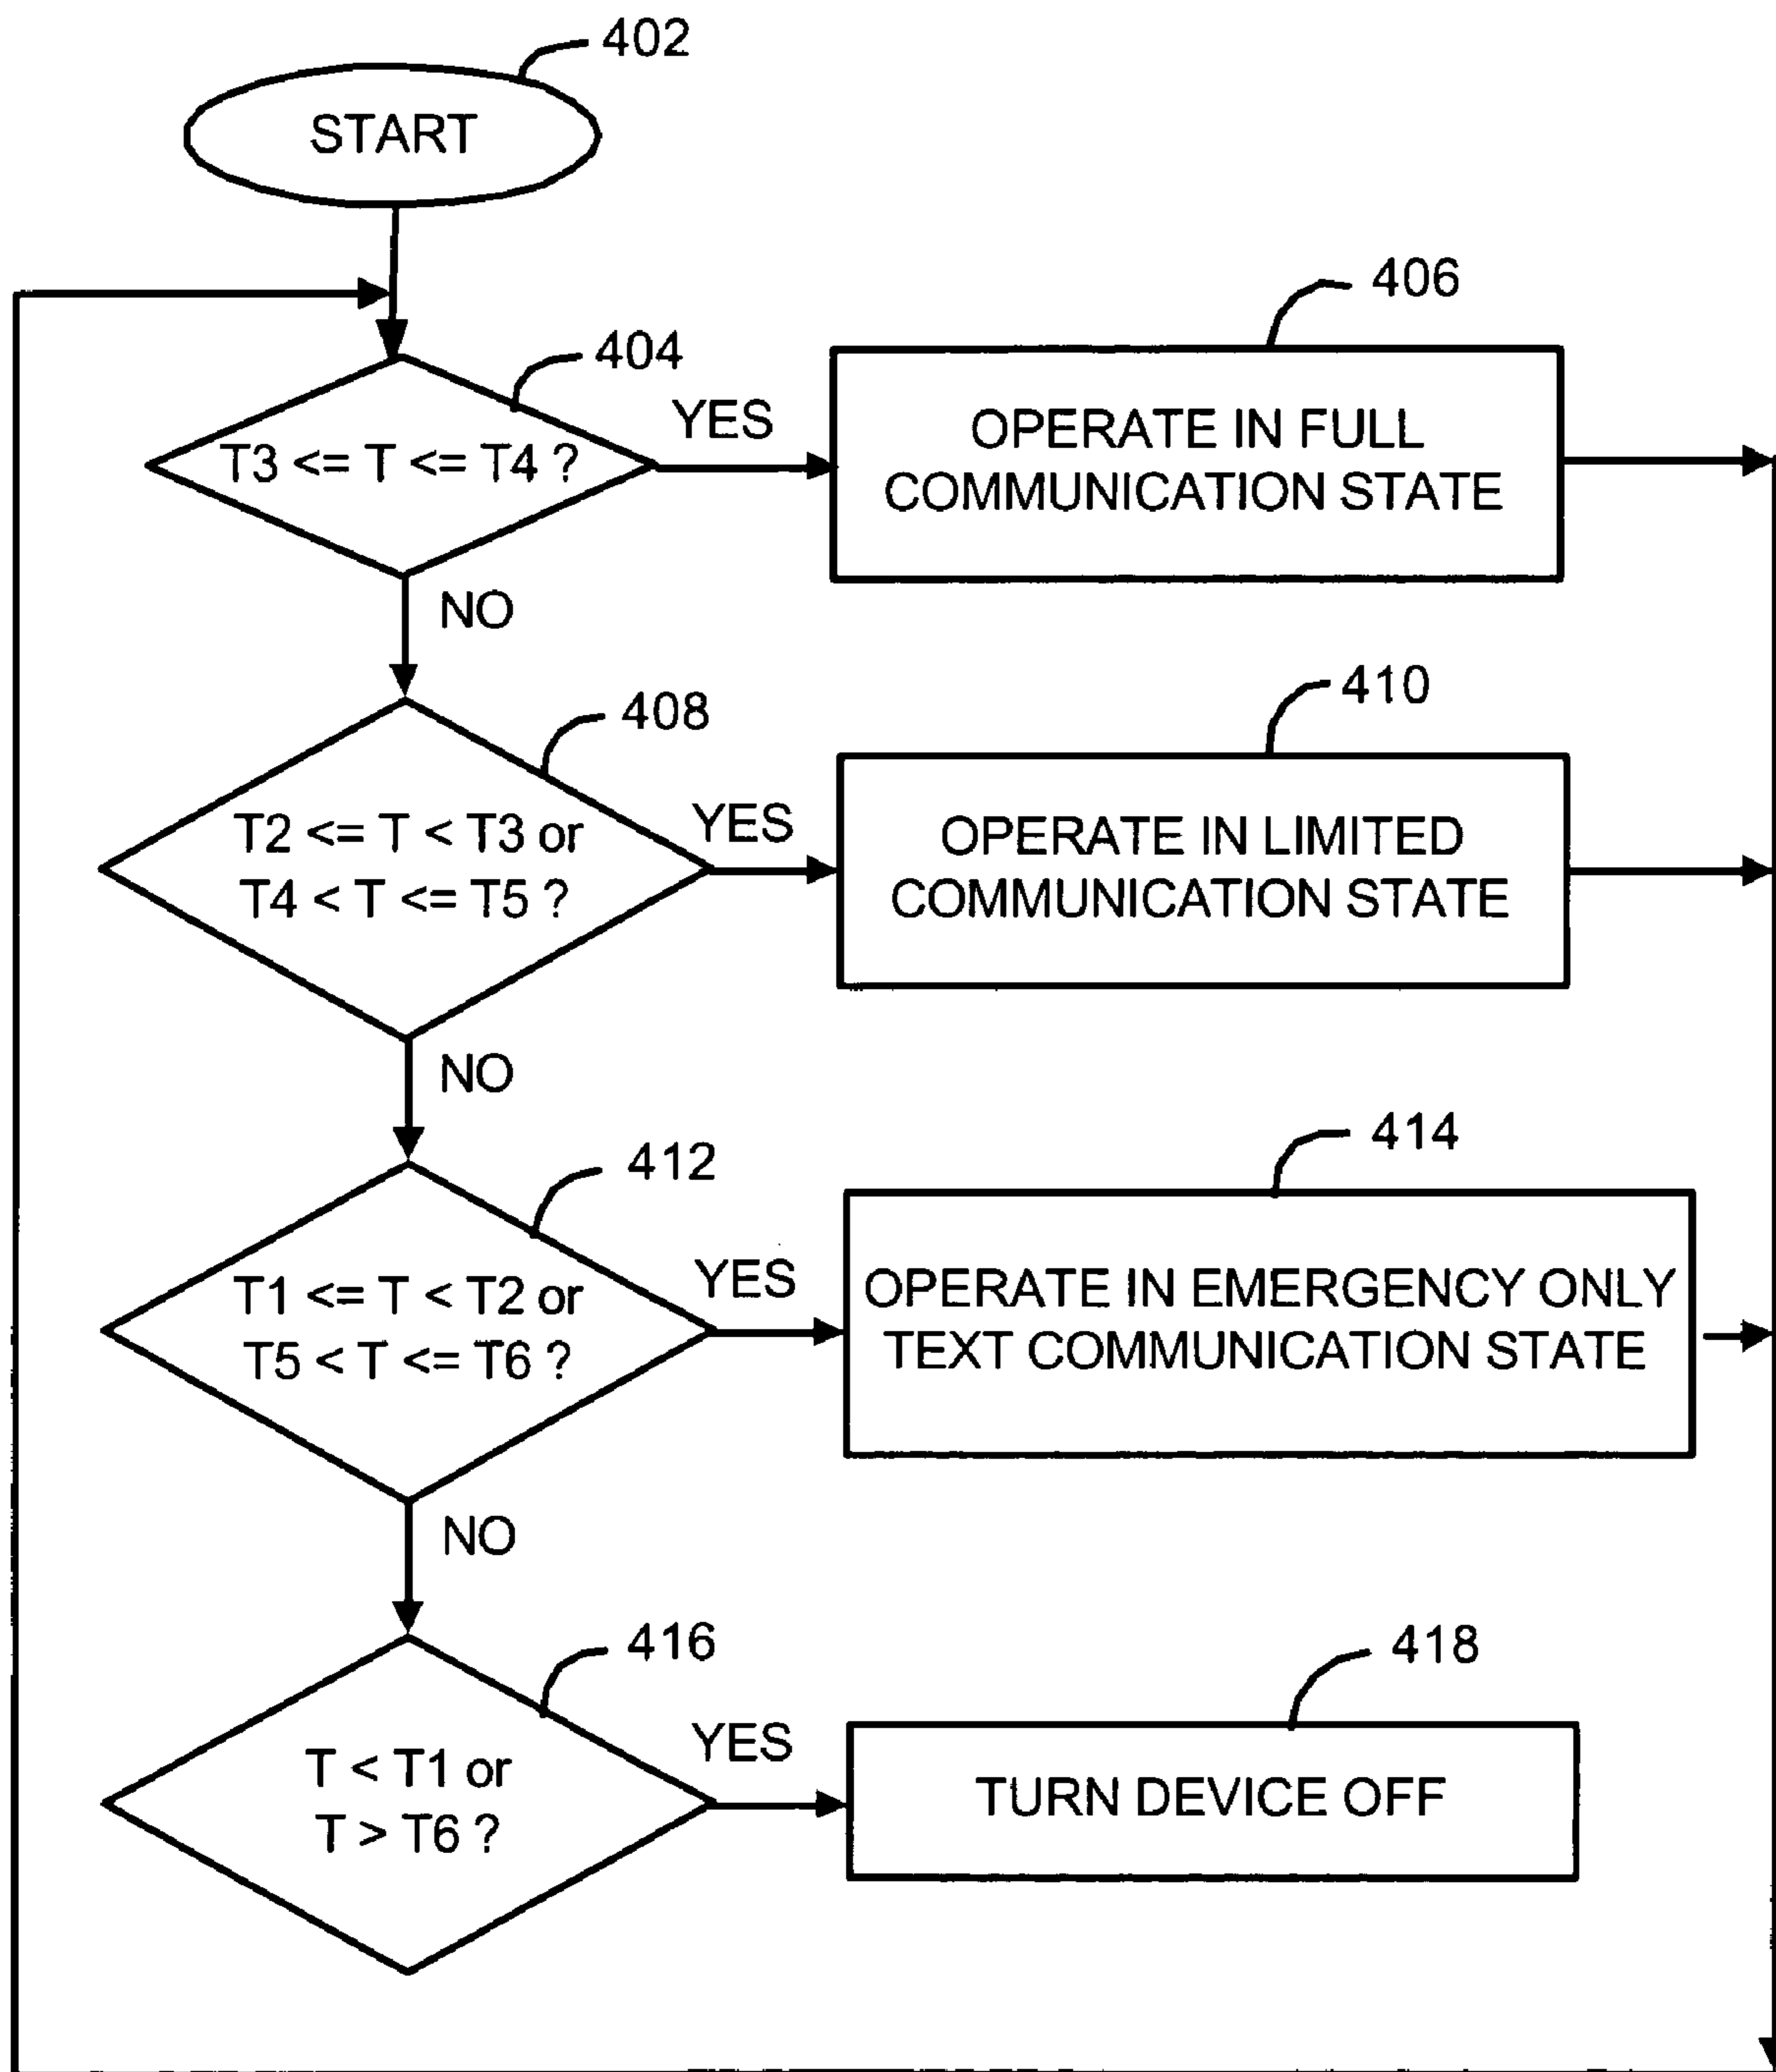 402
START
406
404
T3 <= T <= T4 ?
YES
OPERATE IN FULL
COMMUNICATION STATE
NO
408
410
T2 <= T < T3 or
T4 < T <= T5 ?
YES
OPERATE IN LIMITED
COMMUNICATION STATE
NO
412
414
T1 <= T < T2 or
T5 < T <= T6 ?
YES
OPERATE IN EMERGENCY ONLY
TEXT COMMUNICATION STATE
NO
416
418
T < T1 or
T > T6 ?
YES
TURN DEVICE OFF